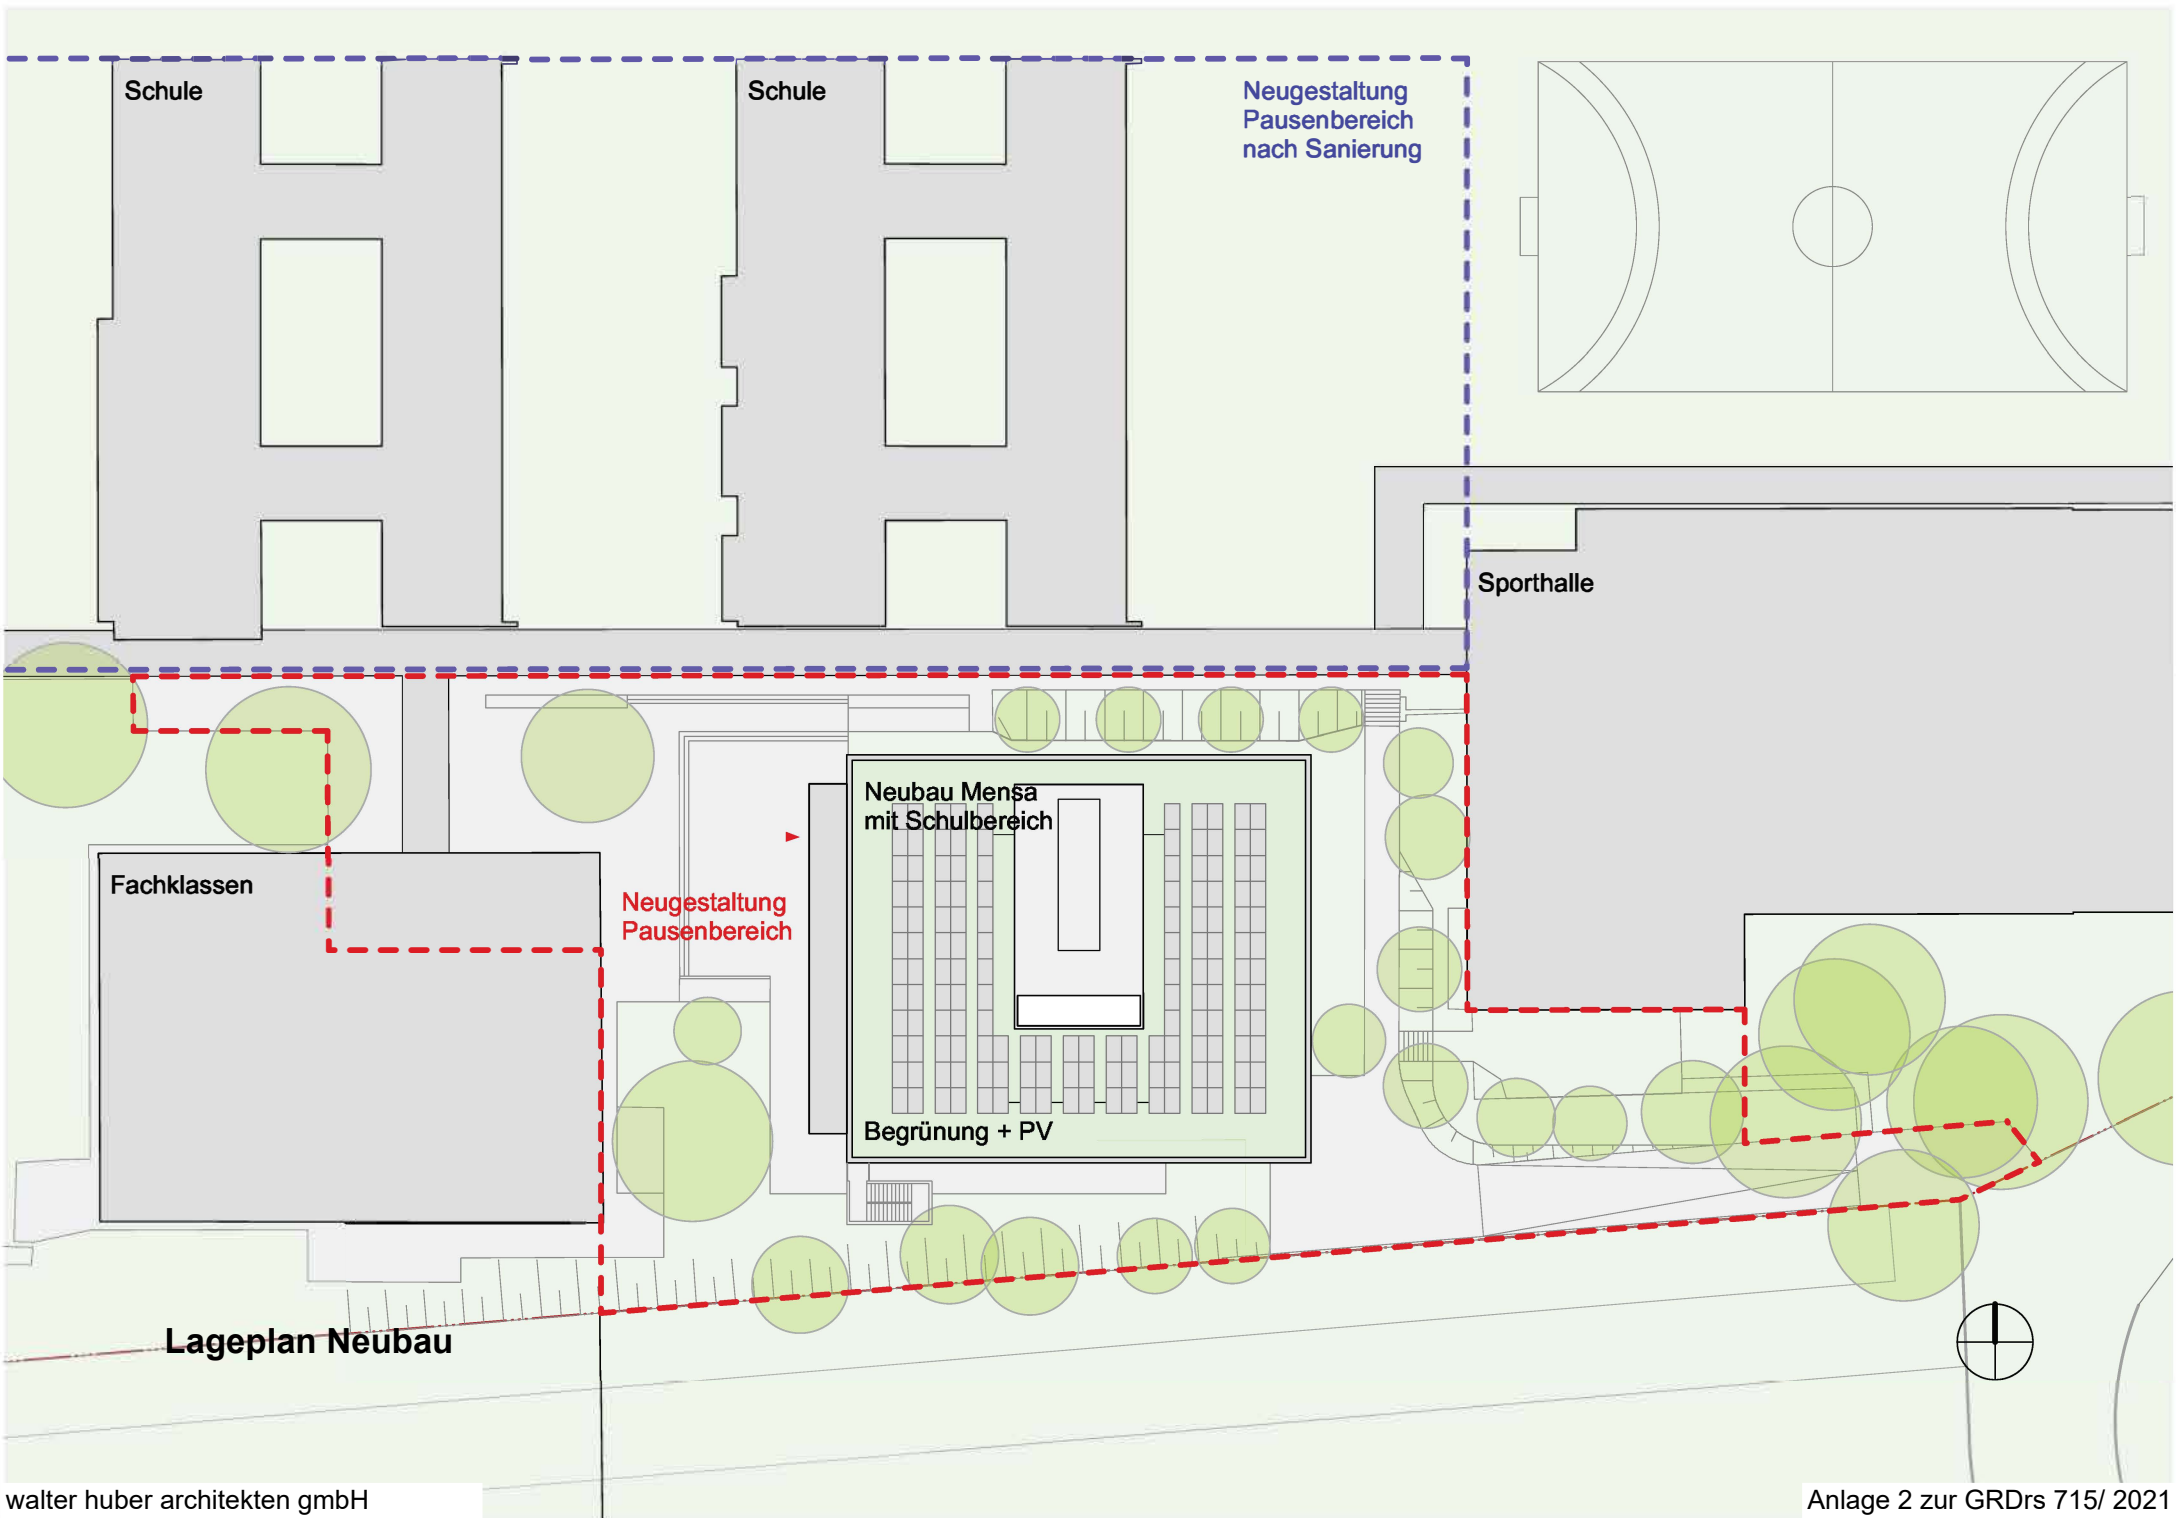 Schule
Schule
Neugestaltung
Pausenbereich
nach Sanierung
Sporthalle
Neubau Mensa
mit Schulbereich
Fachklassen
Neugestaltung
Pausenbereich
Begrünung + PV
Lageplan Neubau
walter huber architekten gmbH
Anlage 2 zur GRDrs 715/ 2021